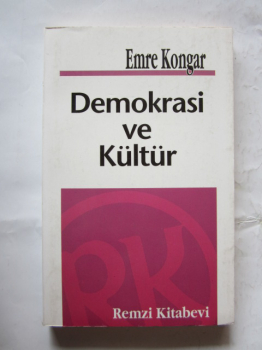 Emre Kongar
Demokrasi
ve
Kültür
RK
Remzi Kitabevi